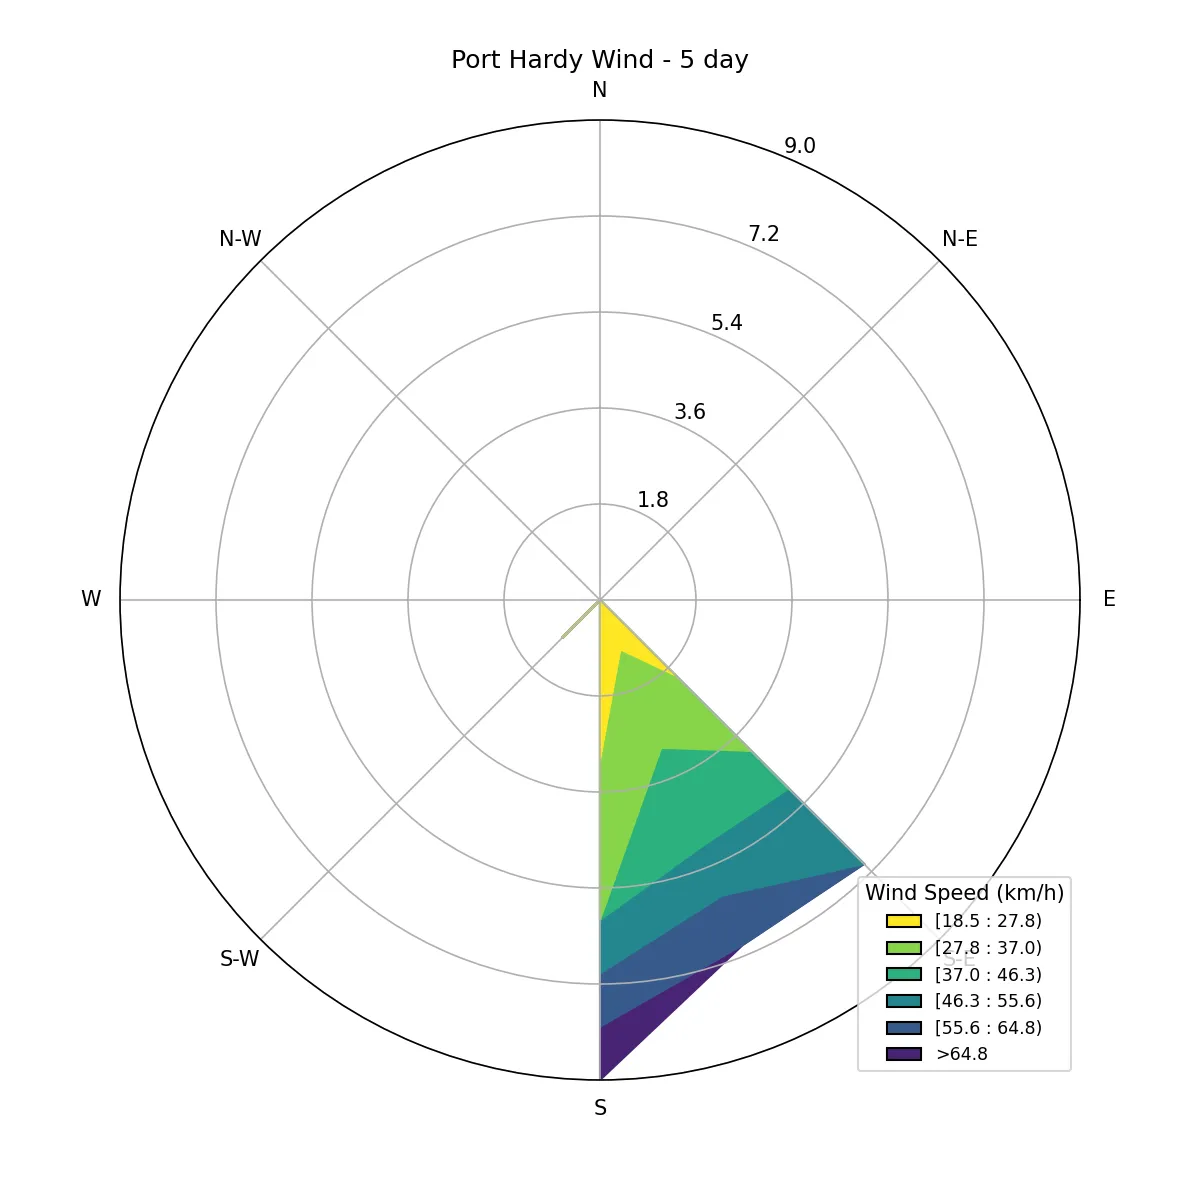 Port Hardy Wind - 5 day
N
9.0
N-W
7.2
N-E
5.4
3.6
1.8
W
E
Wind Speed (km/h)
[18.5 : 27.8)
[27.8 : 37.0)
S-W
S-E
[37.0 : 46.3)
[46.3 : 55.6)
[55.6 : 64.8)
>64.8
S